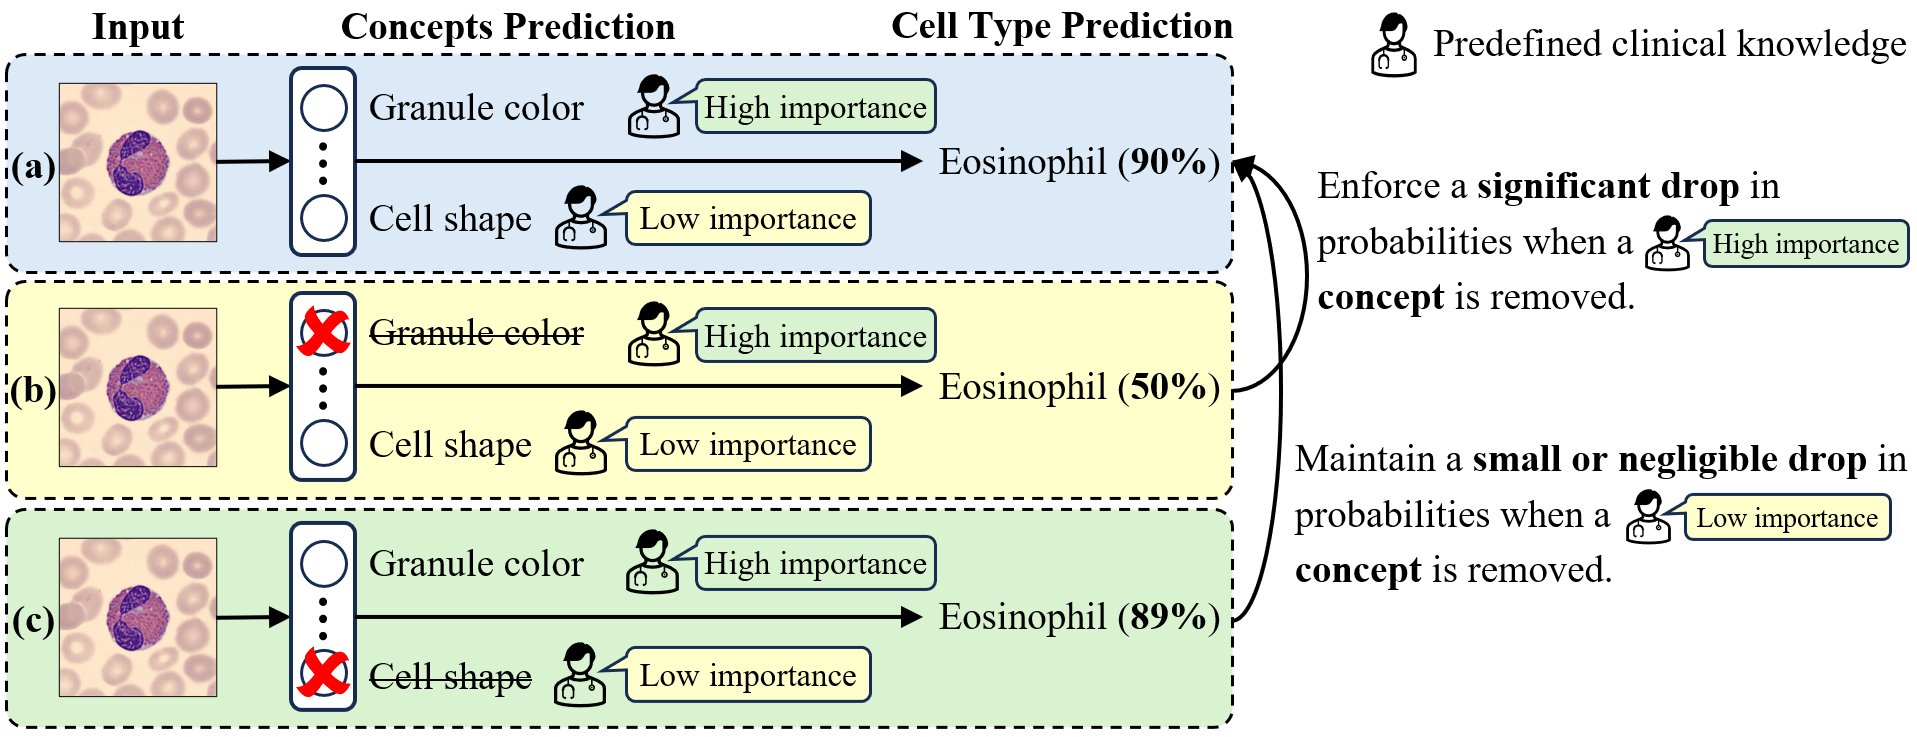 Input
Concepts Prediction
Cell Type Prediction
Predefined clinical knowledge
(a)
Granule color
High importance
Eosinophil (90%)
Cell shape
Low importance
(b)
Granule color
High importance
Eosinophil (50%)
Cell shape
Low importance
(c)
Granule color
High importance
Eosinophil (89%)
Cell shape
Low importance
Enforce a significant drop in
probabilities when a High importance
concept is removed.
Maintain a small or negligible drop in
probabilities when a Low importance
concept is removed.